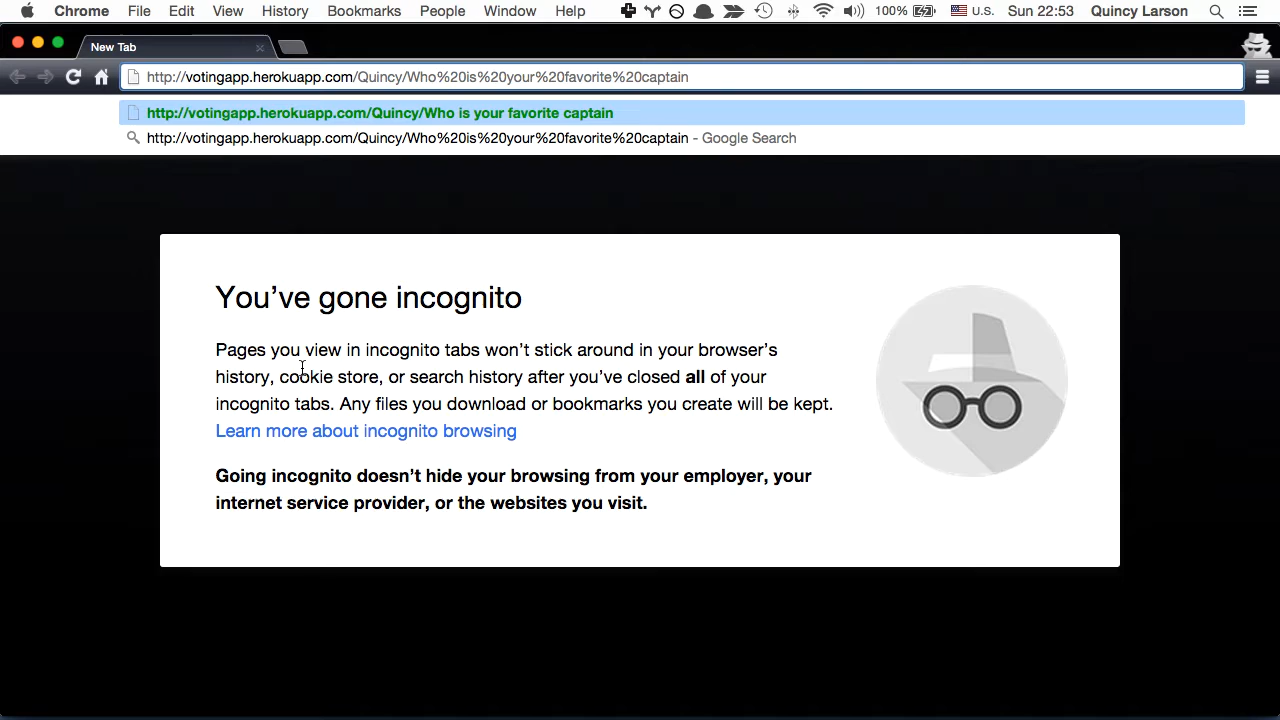 Chrome File Edit View History Bookmarks People Window Help 100% U.S. Sun 22:53 Quincy Larson
New Tab
http://votingapp.herokuapp.com/Quincy/Who%20is%20your%20favorite%20captain
http://votingapp.herokuapp.com/Quincy/Who is your favorite captain
http://votingapp.herokuapp.com/Quincy/Who%20is%20your%20favorite%20captain - Google Search
You've gone incognito
Pages you view in incognito tabs won't stick around in your browser's
history, cookie store, or search history after you've closed all of your
incognito tabs. Any files you download or bookmarks you create will be kept.
Learn more about incognito browsing
Going incognito doesn't hide your browsing from your employer, your
internet service provider, or the websites you visit.